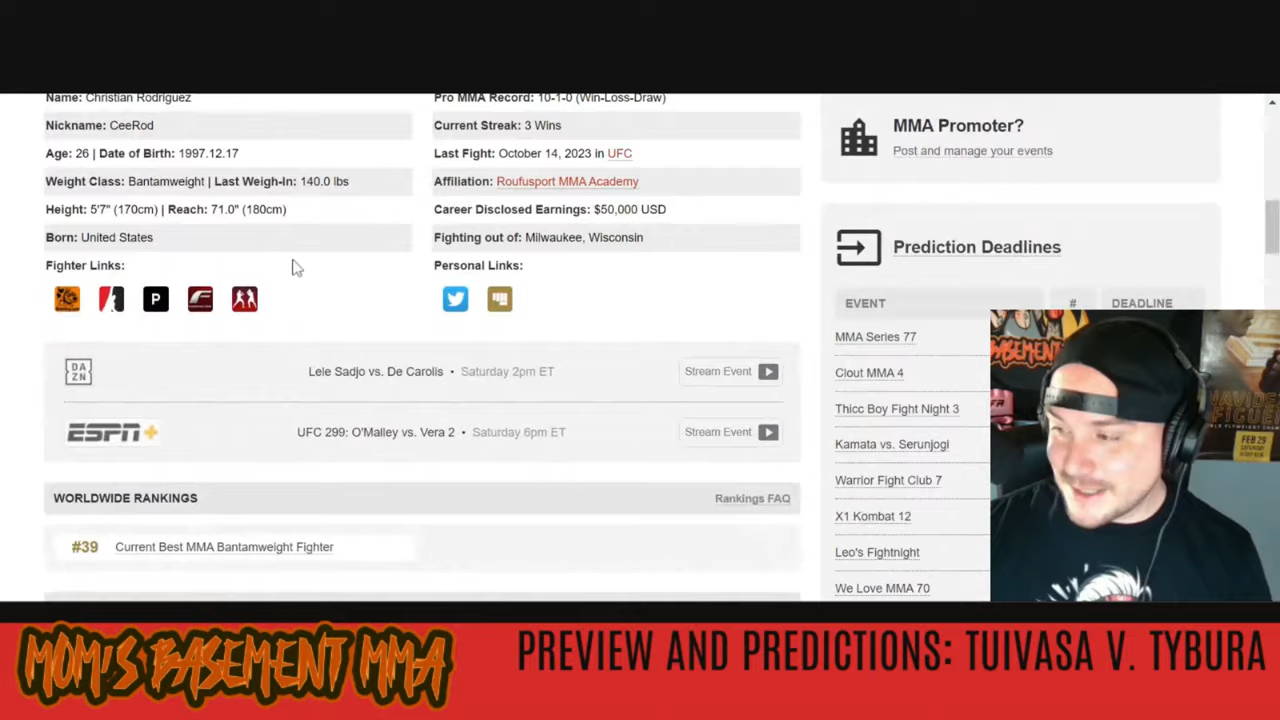 Name: Christian Rodriguez
Pro MMA Record: 10-1-0 (Win-Loss-Draw)
Nickname: CeeRod
Current Streak: 3 Wins
Age: 26 | Date of Birth: 1997.12.17
Last Fight: October 14, 2023 in UFC
Weight Class: Bantamweight | Last Weigh-In: 140.0 lbs
Affiliation: Roufusport MMA Academy
Height: 5'7" (170cm) | Reach: 71.0" (180cm)
Career Disclosed Earnings: $50,000 USD
Born: United States
Fighting out of: Milwaukee, Wisconsin
Fighter Links:
Personal Links:
P
DAZN
Lele Sadjo vs. De Carolis • Saturday 2pm ET
Stream Event
ESPN+
UFC 299: O'Malley vs. Vera 2 • Saturday 6pm ET
Stream Event
WORLDWIDE RANKINGS
Rankings FAQ
#39 Current Best MMA Bantamweight Fighter
MMA Promoter?
Post and manage your events
Prediction Deadlines
EVENT # DEADLINE
MMA Series 77
Clout MMA 4
Thicc Boy Fight Night 3
Kamata vs. Serunjogi
Warrior Fight Club 7
X1 Kombat 12
Leo's Fightnight
We Love MMA 70
FEB 29
SATURDAY
MOM'S BASEMENT MMA
PREVIEW AND PREDICTIONS: TUIVASA V. TYBURA